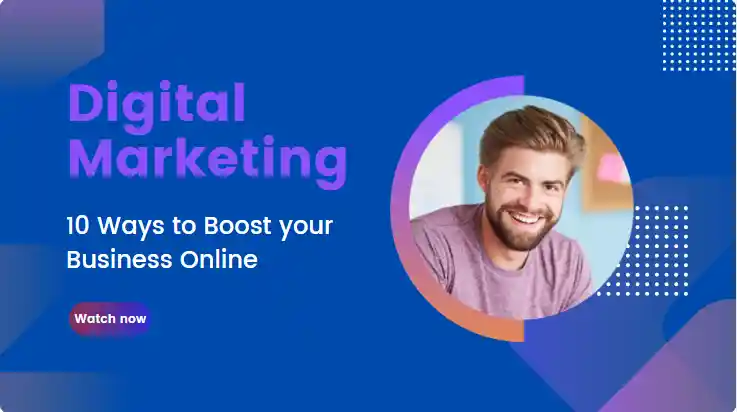 Digital
Marketing
10 Ways to Boost your
Business Online
Watch now